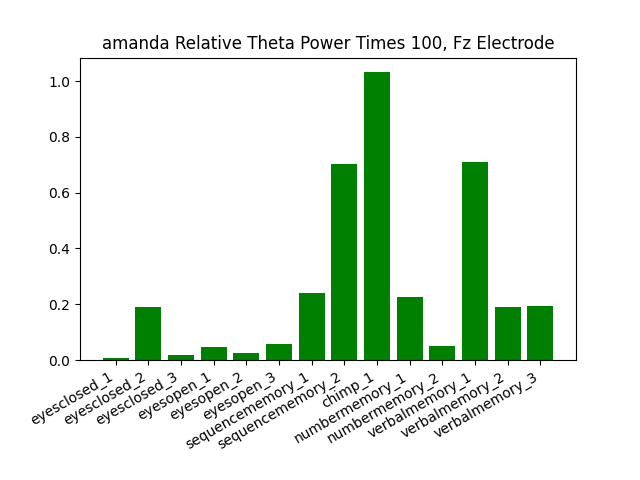 amanda Relative Theta Power Times 100, Fz Electrode
1.0
0.8
0.6
0.4
0.2
0.0
eyesclosed_1
eyesclosed_2
eyesclosed_3
eyesopen_1
eyesopen_2
eyesopen_3
sequencememory_1
sequencememory_2
chimp_1
numbermemory_1
numbermemory_2
verbalmemory_1
verbalmemory_2
verbalmemory_3